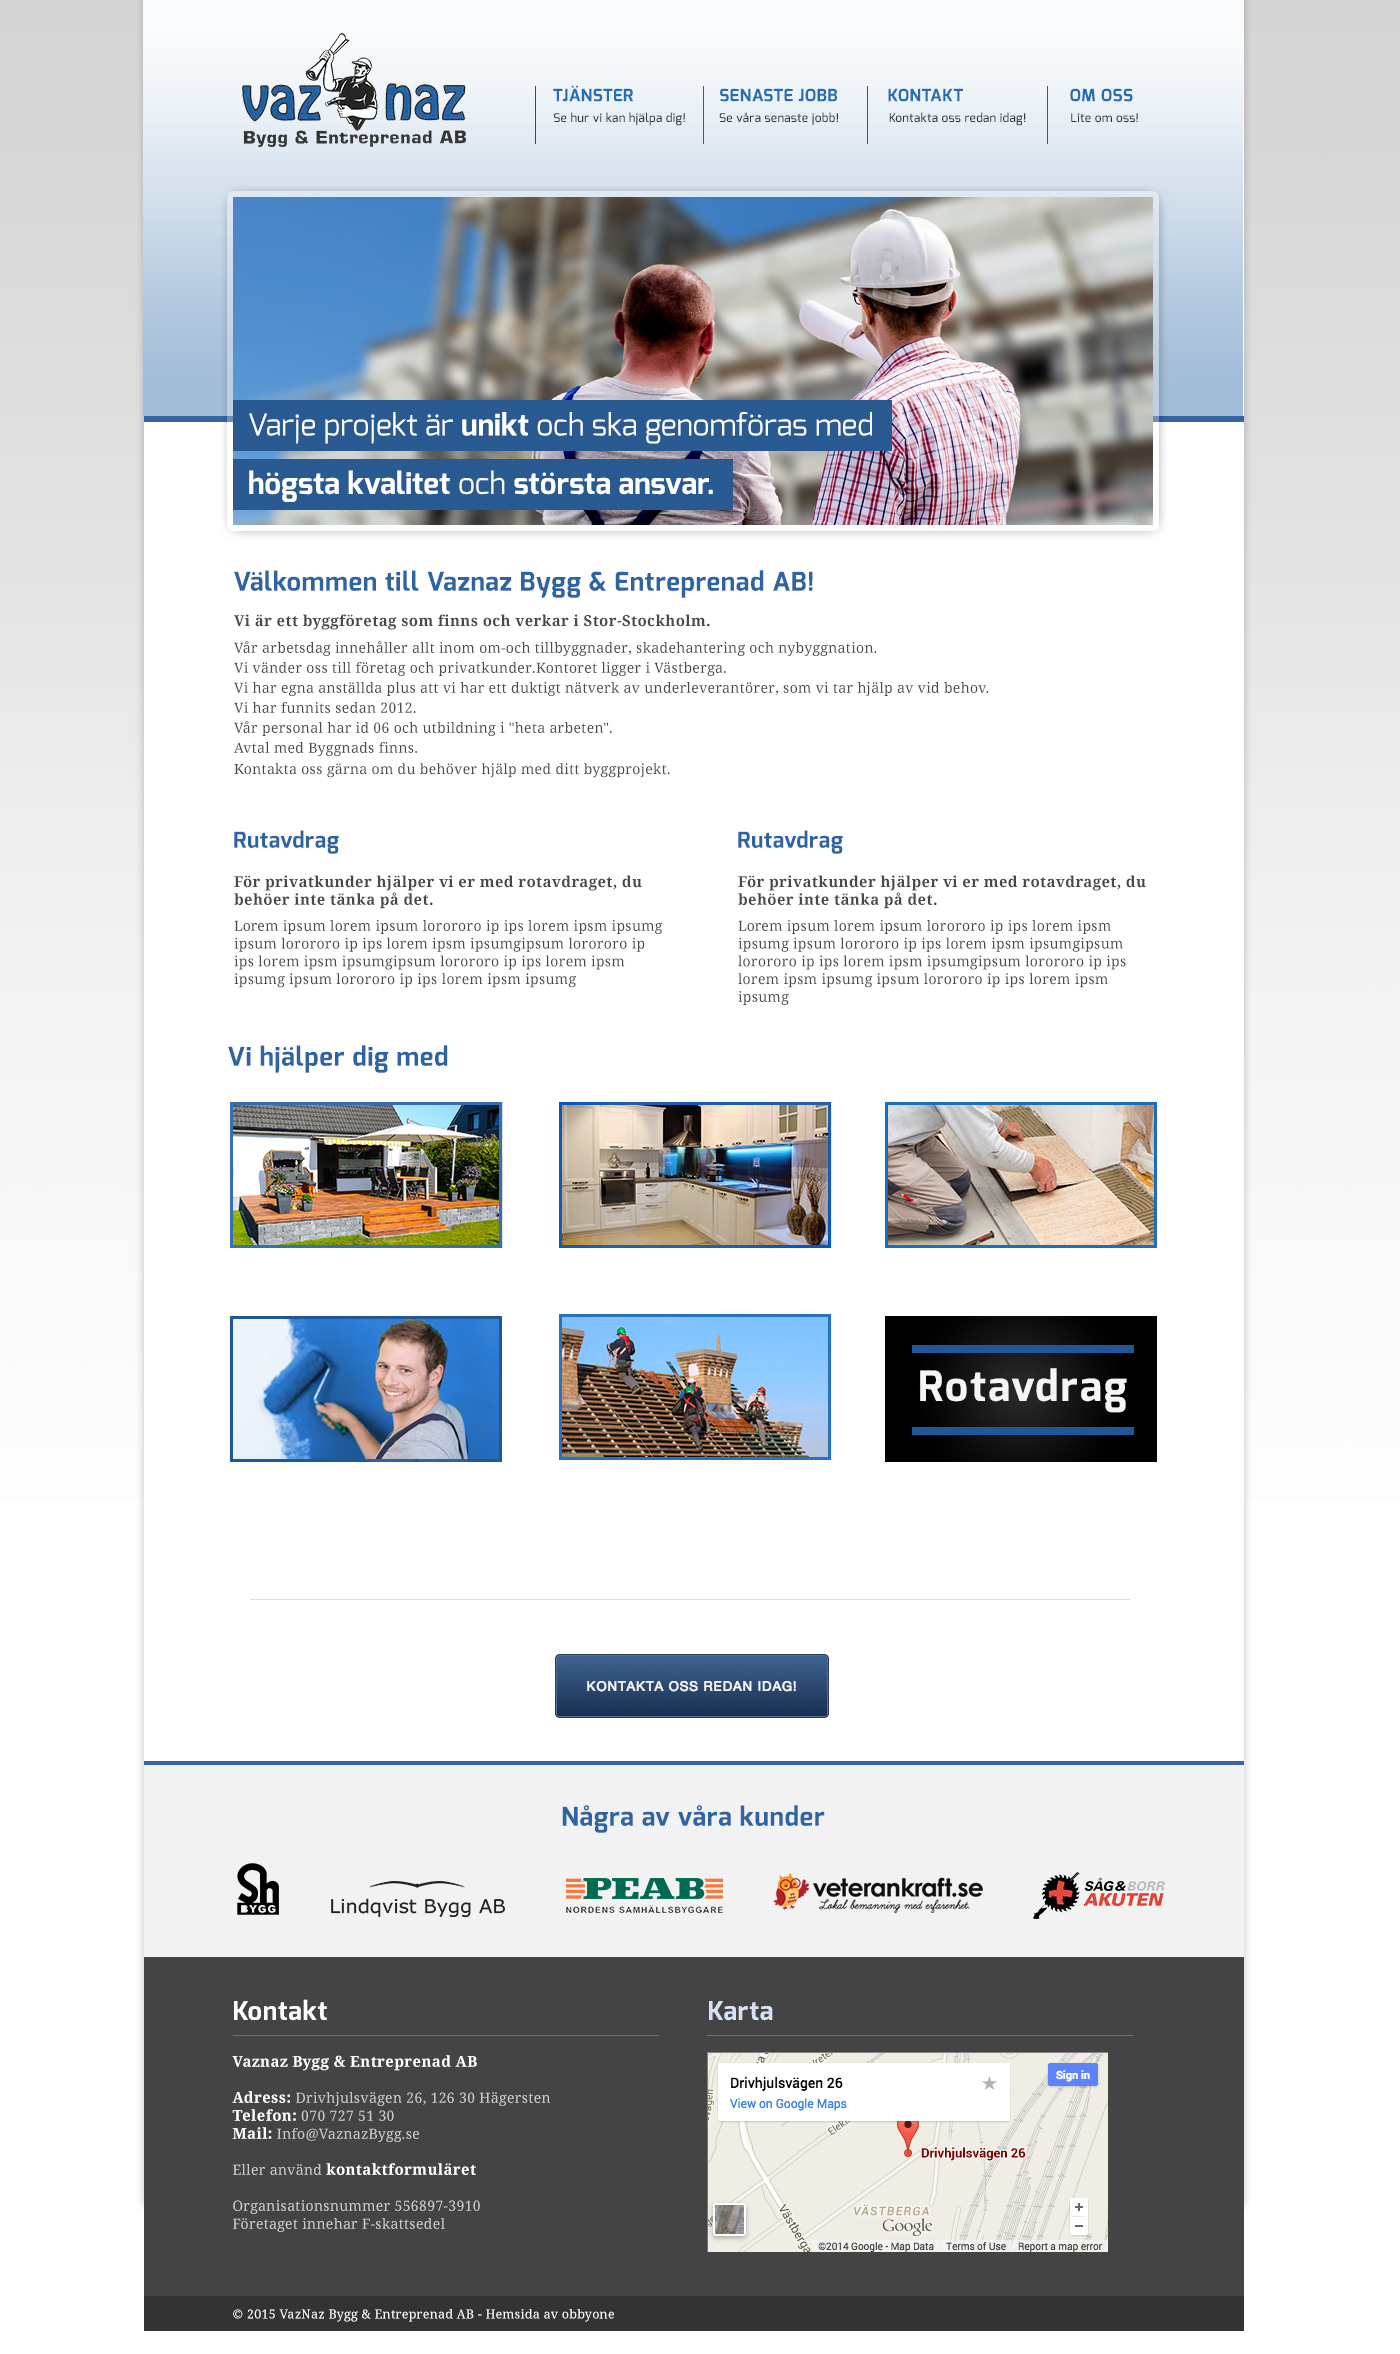 vaz naz
Bygg & Entreprenad AB
TJÄNSTER
Se hur vi kan hjälpa dig!
SENASTE JOBB
Se våra senaste jobb!
KONTAKT
Kontakta oss redan idag!
OM OSS
Lite om oss!
Varje projekt är unikt och ska genomföras med
högsta kvalitet och största ansvar.
Välkommen till Vaznaz Bygg & Entreprenad AB!
Vi är ett byggföretag som finns och verkar i Stor-Stockholm.
Vår arbetsdag innehåller allt inom om-och tillbyggnader, skadehantering och nybyggnation.
Vi vänder oss till företag och privatkunder.Kontoret ligger i Västberga.
Vi har egna anställda plus att vi har ett duktigt nätverk av underleverantörer, som vi tar hjälp av vid behov.
Vi har funnits sedan 2012.
Vår personal har id 06 och utbildning i "heta arbeten".
Avtal med Byggnads finns.
Kontakta oss gärna om du behöver hjälp med ditt byggprojekt.
Rutavdrag
För privatkunder hjälper vi er med rotavdraget, du
behöer inte tänka på det.
Lorem ipsum lorem ipsum lorororo ip ips lorem ipsm ipsumg
ipsum lorororo ip ips lorem ipsm ipsumgipsum lorororo ip
ips lorem ipsm ipsumgipsum lorororo ip ips lorem ipsm
ipsumg ipsum lorororo ip ips lorem ipsm ipsumg
Rutavdrag
För privatkunder hjälper vi er med rotavdraget, du
behöer inte tänka på det.
Lorem ipsum lorem ipsum lorororo ip ips lorem ipsm
ipsumg ipsum lorororo ip ips lorem ipsm ipsumgipsum
lorororo ip ips lorem ipsm ipsumgipsum lorororo ip ips
lorem ipsm ipsumg ipsum lorororo ip ips lorem ipsm
ipsumg
Vi hjälper dig med
Rotavdrag
KONTAKTA OSS REDAN IDAG!
Några av våra kunder
Sh
BYGG
Lindqvist Bygg AB
PEAB
NORDENS SAMHÄLLSBYGGARE
veterankraft.se
Lokal bemanning med erfarenhet.
SÅG & BORR
AKUTEN
Kontakt
Vaznaz Bygg & Entreprenad AB
Adress: Drivhjulsvägen 26, 126 30 Hägersten
Telefon: 070 727 51 30
Mail: Info@VaznazBygg.se
Eller använd kontaktformuläret
Organisationsnummer 556897-3910
Företaget innehar F-skattsedel
Karta
Drivhjulsvägen 26
View on Google Maps
Sign in
Elek
Drivhjulsvägen 26
VÄSTBERGA
Västberga
Google
+
−
©2014 Google - Map Data
Terms of Use
Report a map error
© 2015 VazNaz Bygg & Entreprenad AB - Hemsida av obbyone